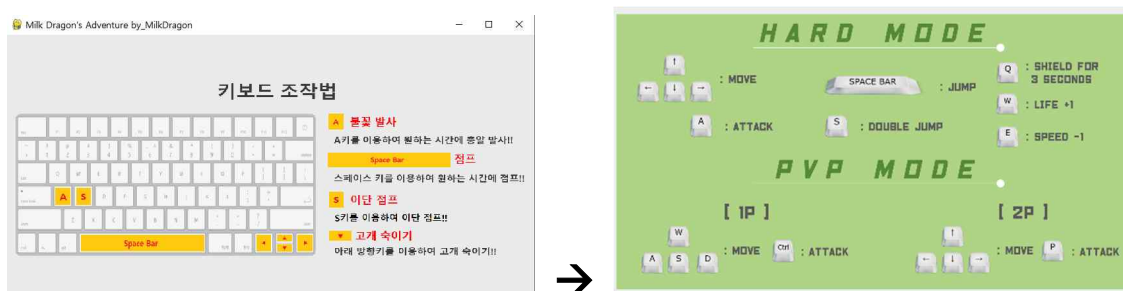 Milk Dragon's Adventure by_MilkDragon
키보드 조작법
A 불꽃 발사
A키를 이용하여 원하는 시간에 총알 발사!!
Space Bar 점프
스페이스 키를 이용하여 원하는 시간에 점프!!
S 이단 점프
S키를 이용하여 이단 점프!!
▼ 고개 숙이기
아래 방향키를 이용하여 고개 숙이기!!
A S
Space Bar
◄ ▲ ▼ ►
→
HARD MODE
↑
← ↓ → : MOVE
SPACE BAR : JUMP
Q : SHIELD FOR
3 SECONDS
W : LIFE +1
A : ATTACK
S : DOUBLE JUMP
E : SPEED -1
PVP MODE
[ 1P ]
W
A S D : MOVE Ctrl : ATTACK
[ 2P ]
↑
← ↓ → : MOVE P : ATTACK